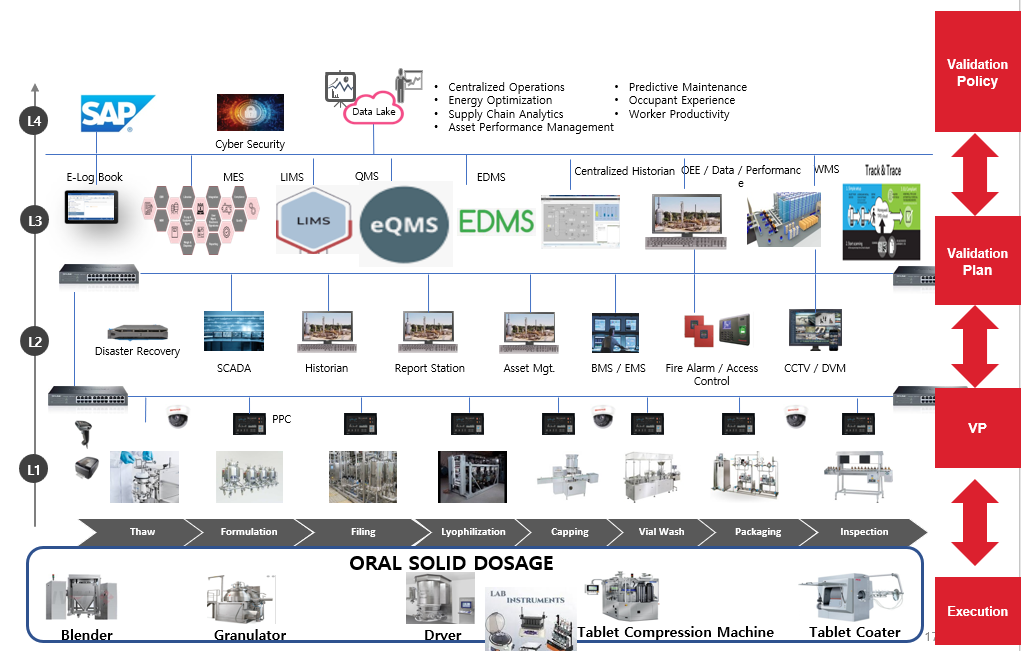 Validation
Policy
L4
SAP
Cyber Security
Data Lake
• Centralized Operations
• Energy Optimization
• Supply Chain Analytics
• Asset Performance Management
• Predictive Maintenance
• Occupant Experience
• Worker Productivity
E-Log Book
MES
LIMS
QMS
EDMS
Centralized Historian
OEE / Data / Performanc
e
WMS
Track & Trace
L3
LIMS
eQMS
EDMS
Validation
Plan
L2
Disaster Recovery
SCADA
Historian
Report Station
Asset Mgt.
BMS / EMS
Fire Alarm / Access
Control
CCTV / DVM
VP
PPC
L1
Thaw
Formulation
Filing
Lyophilization
Capping
Vial Wash
Packaging
Inspection
ORAL SOLID DOSAGE
LAB
INSTRUMENTS
Blender
Granulator
Dryer
Tablet Compression Machine
Tablet Coater
Execution
17